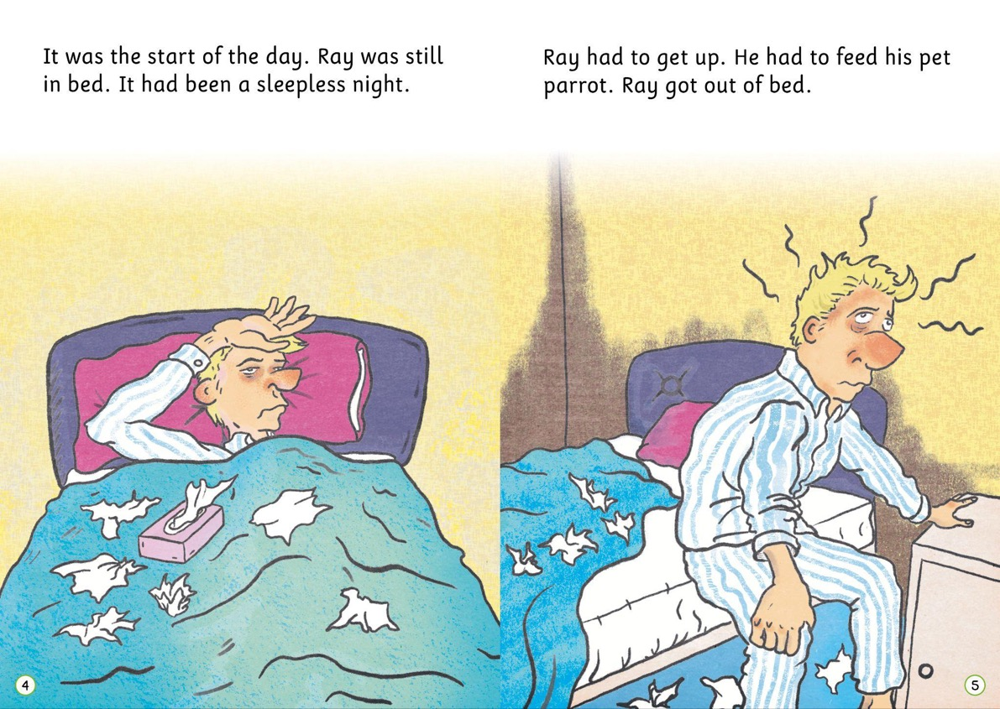 It was the start of the day. Ray was still
in bed. It had been a sleepless night.
4
Ray had to get up. He had to feed his pet
parrot. Ray got out of bed.
5